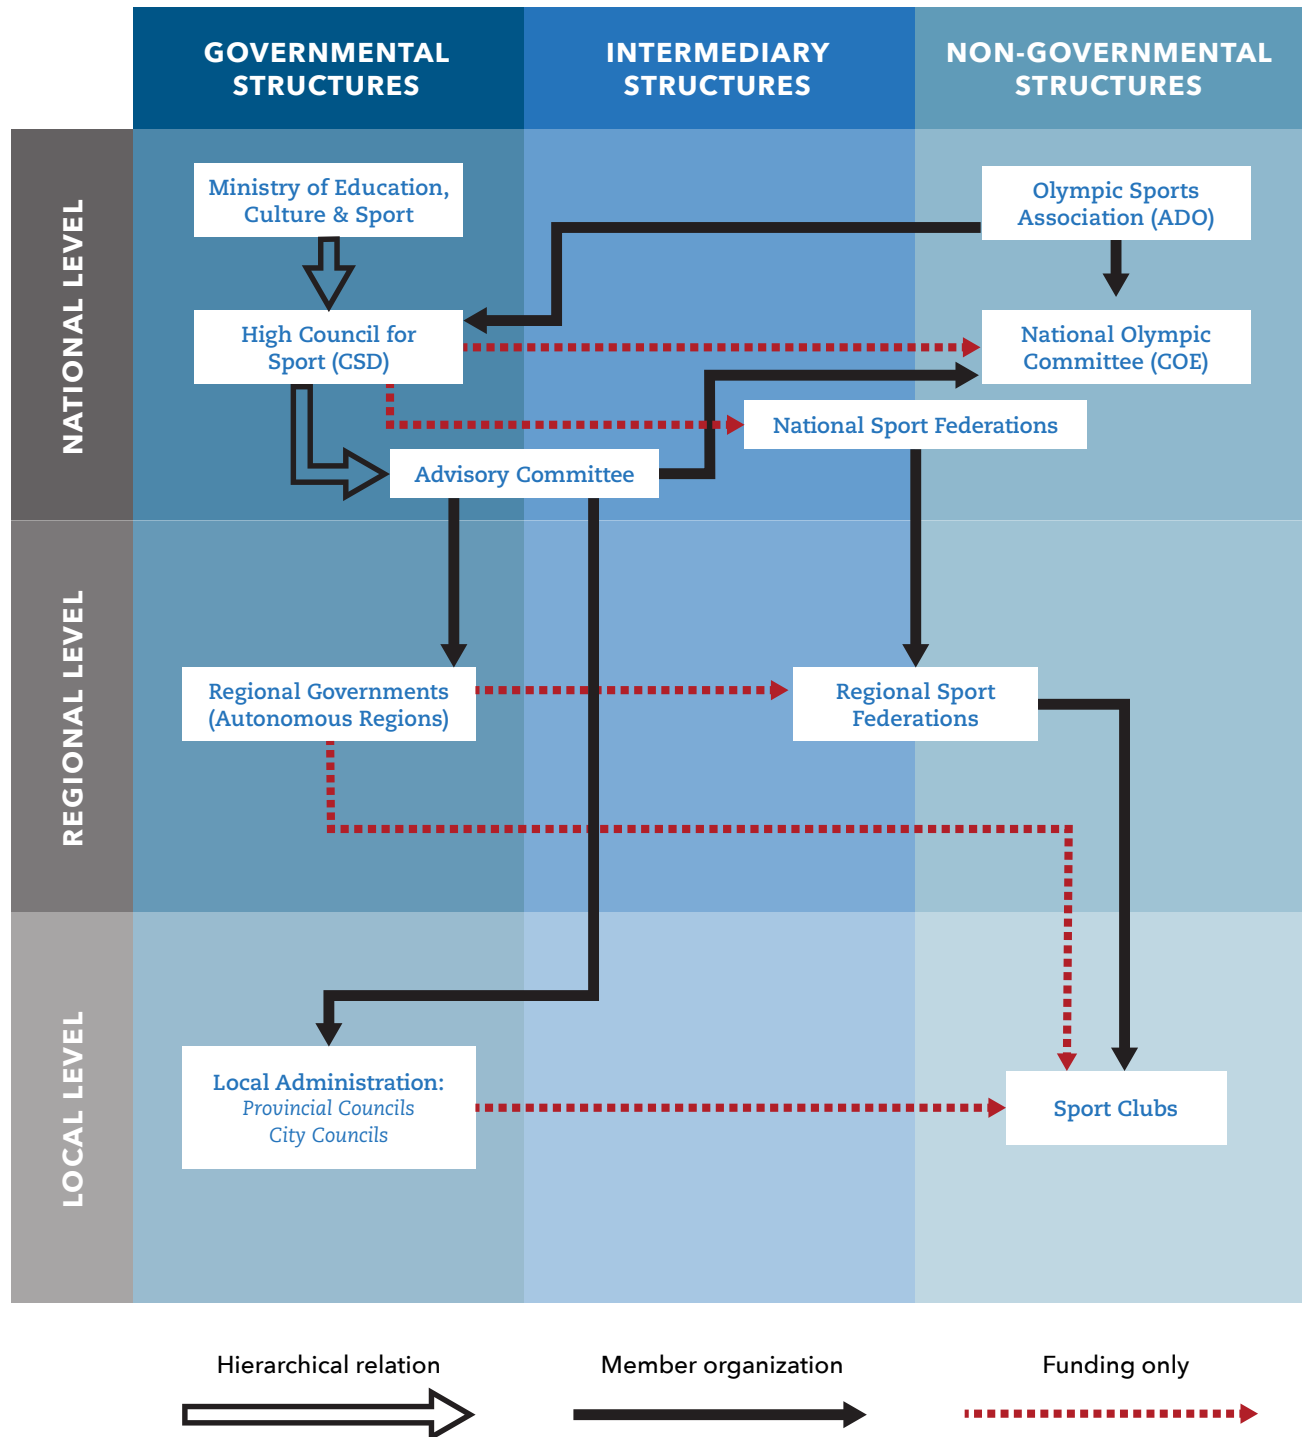 GOVERNMENTAL
STRUCTURES
INTERMEDIARY
STRUCTURES
NON-GOVERNMENTAL
STRUCTURES
NATIONAL LEVEL
Ministry of Education,
Culture & Sport
Olympic Sports
Association (ADO)
High Council for
Sport (CSD)
National Olympic
Committee (COE)
National Sport Federations
Advisory Committee
REGIONAL LEVEL
Regional Governments
(Autonomous Regions)
Regional Sport
Federations
LOCAL LEVEL
Local Administration:
Provincial Councils
City Councils
Sport Clubs
Hierarchical relation
Member organization
Funding only